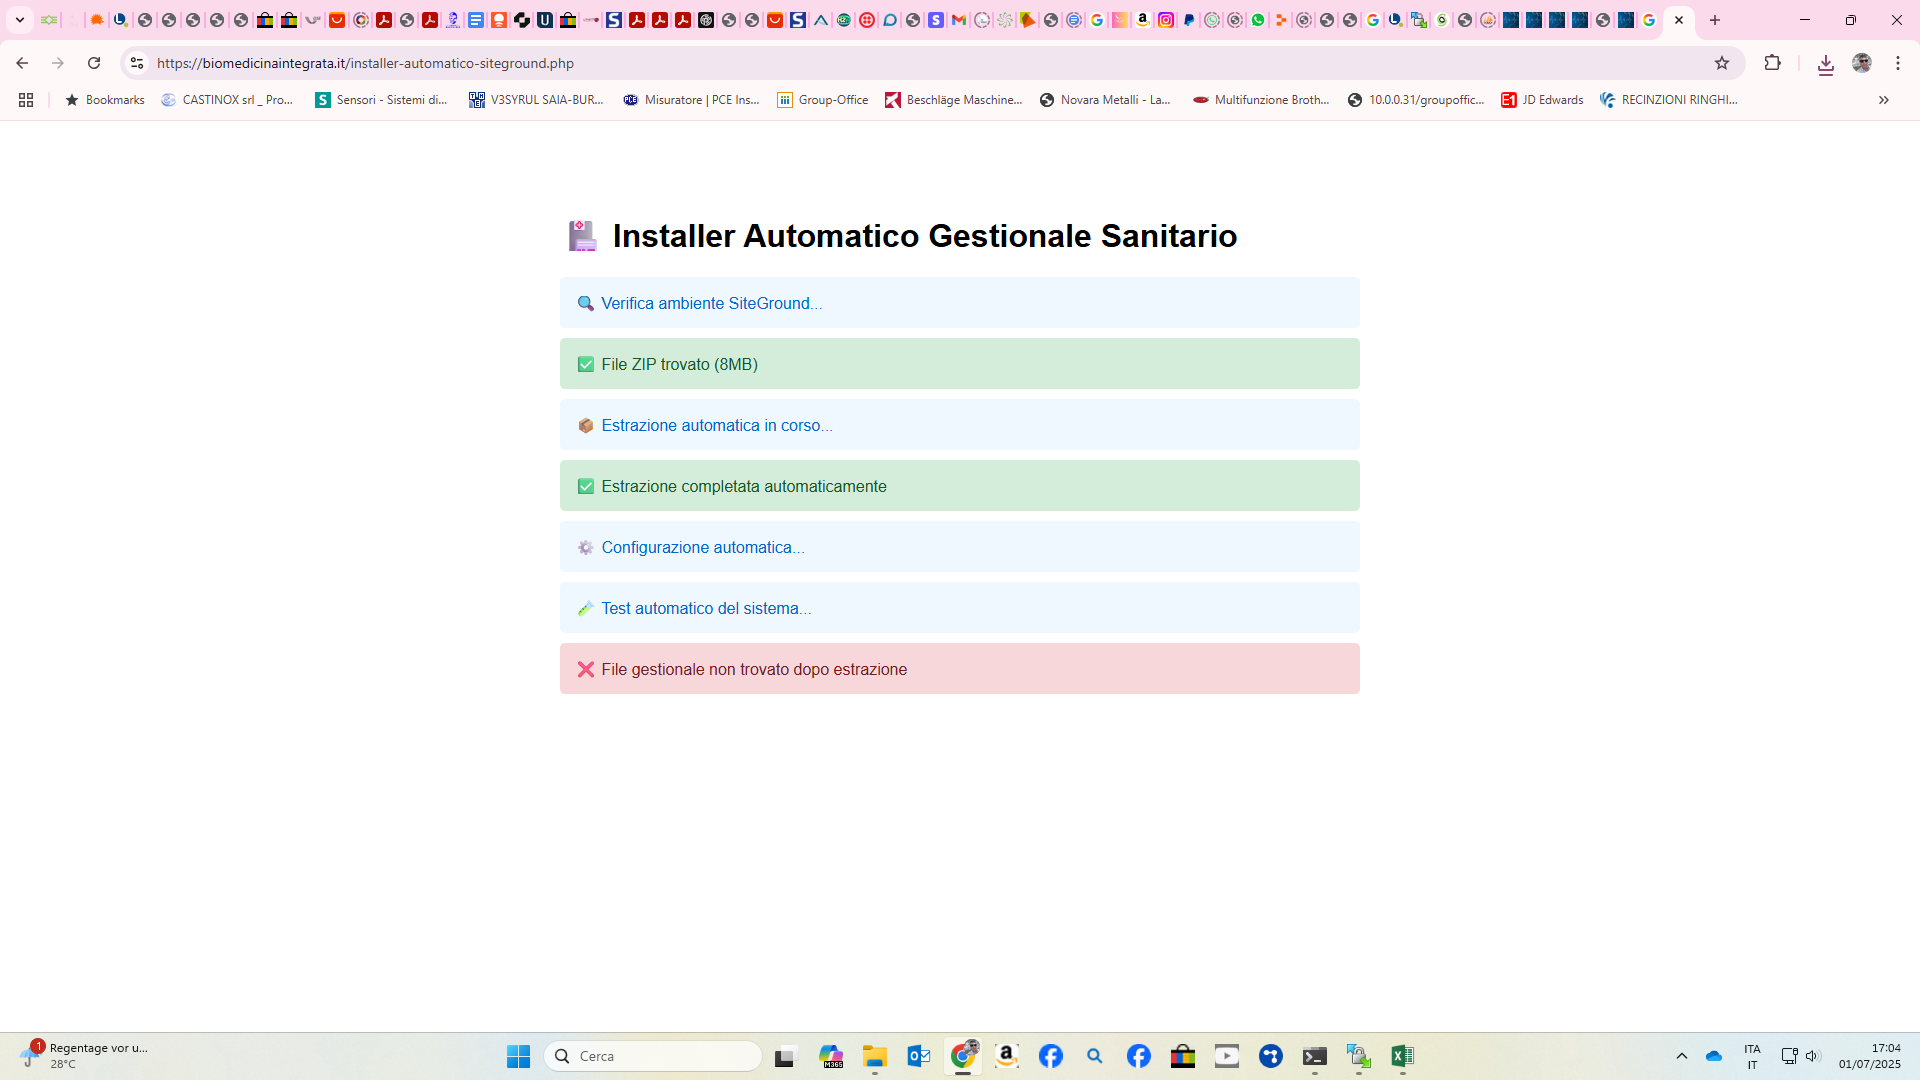 https://biomedicinaintegrata.it/installer-automatico-siteground.php
Bookmarks
CASTINOX srl _ Pro...
Sensori - Sistemi di...
V3SYRUL SAIA-BUR...
Misuratore | PCE Ins...
Group-Office
Beschläge Maschine...
Novara Metalli - La...
Multifunzione Broth...
10.0.0.31/groupoffic...
JD Edwards
RECINZIONI RINGHI...
Installer Automatico Gestionale Sanitario
Verifica ambiente SiteGround...
File ZIP trovato (8MB)
Estrazione automatica in corso...
Estrazione completata automaticamente
Configurazione automatica...
Test automatico del sistema...
File gestionale non trovato dopo estrazione
1
Regentage vor u...
28°C
Cerca
M365
ITA
IT
17:04
01/07/2025